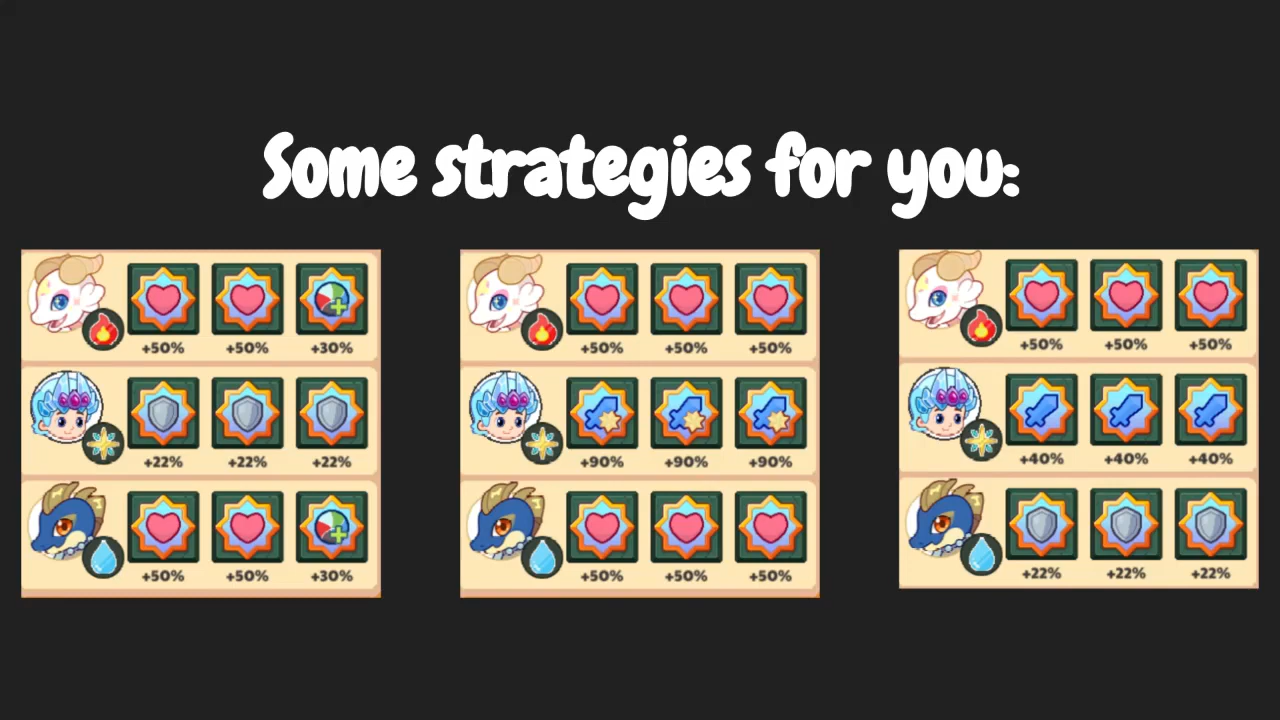 Some strategies for you:
+50% +50% +30%
+22% +22% +22%
+50% +50% +30%
+50% +50% +50%
+90% +90% +90%
+50% +50% +50%
+50% +50% +50%
+40% +40% +40%
+22% +22% +22%